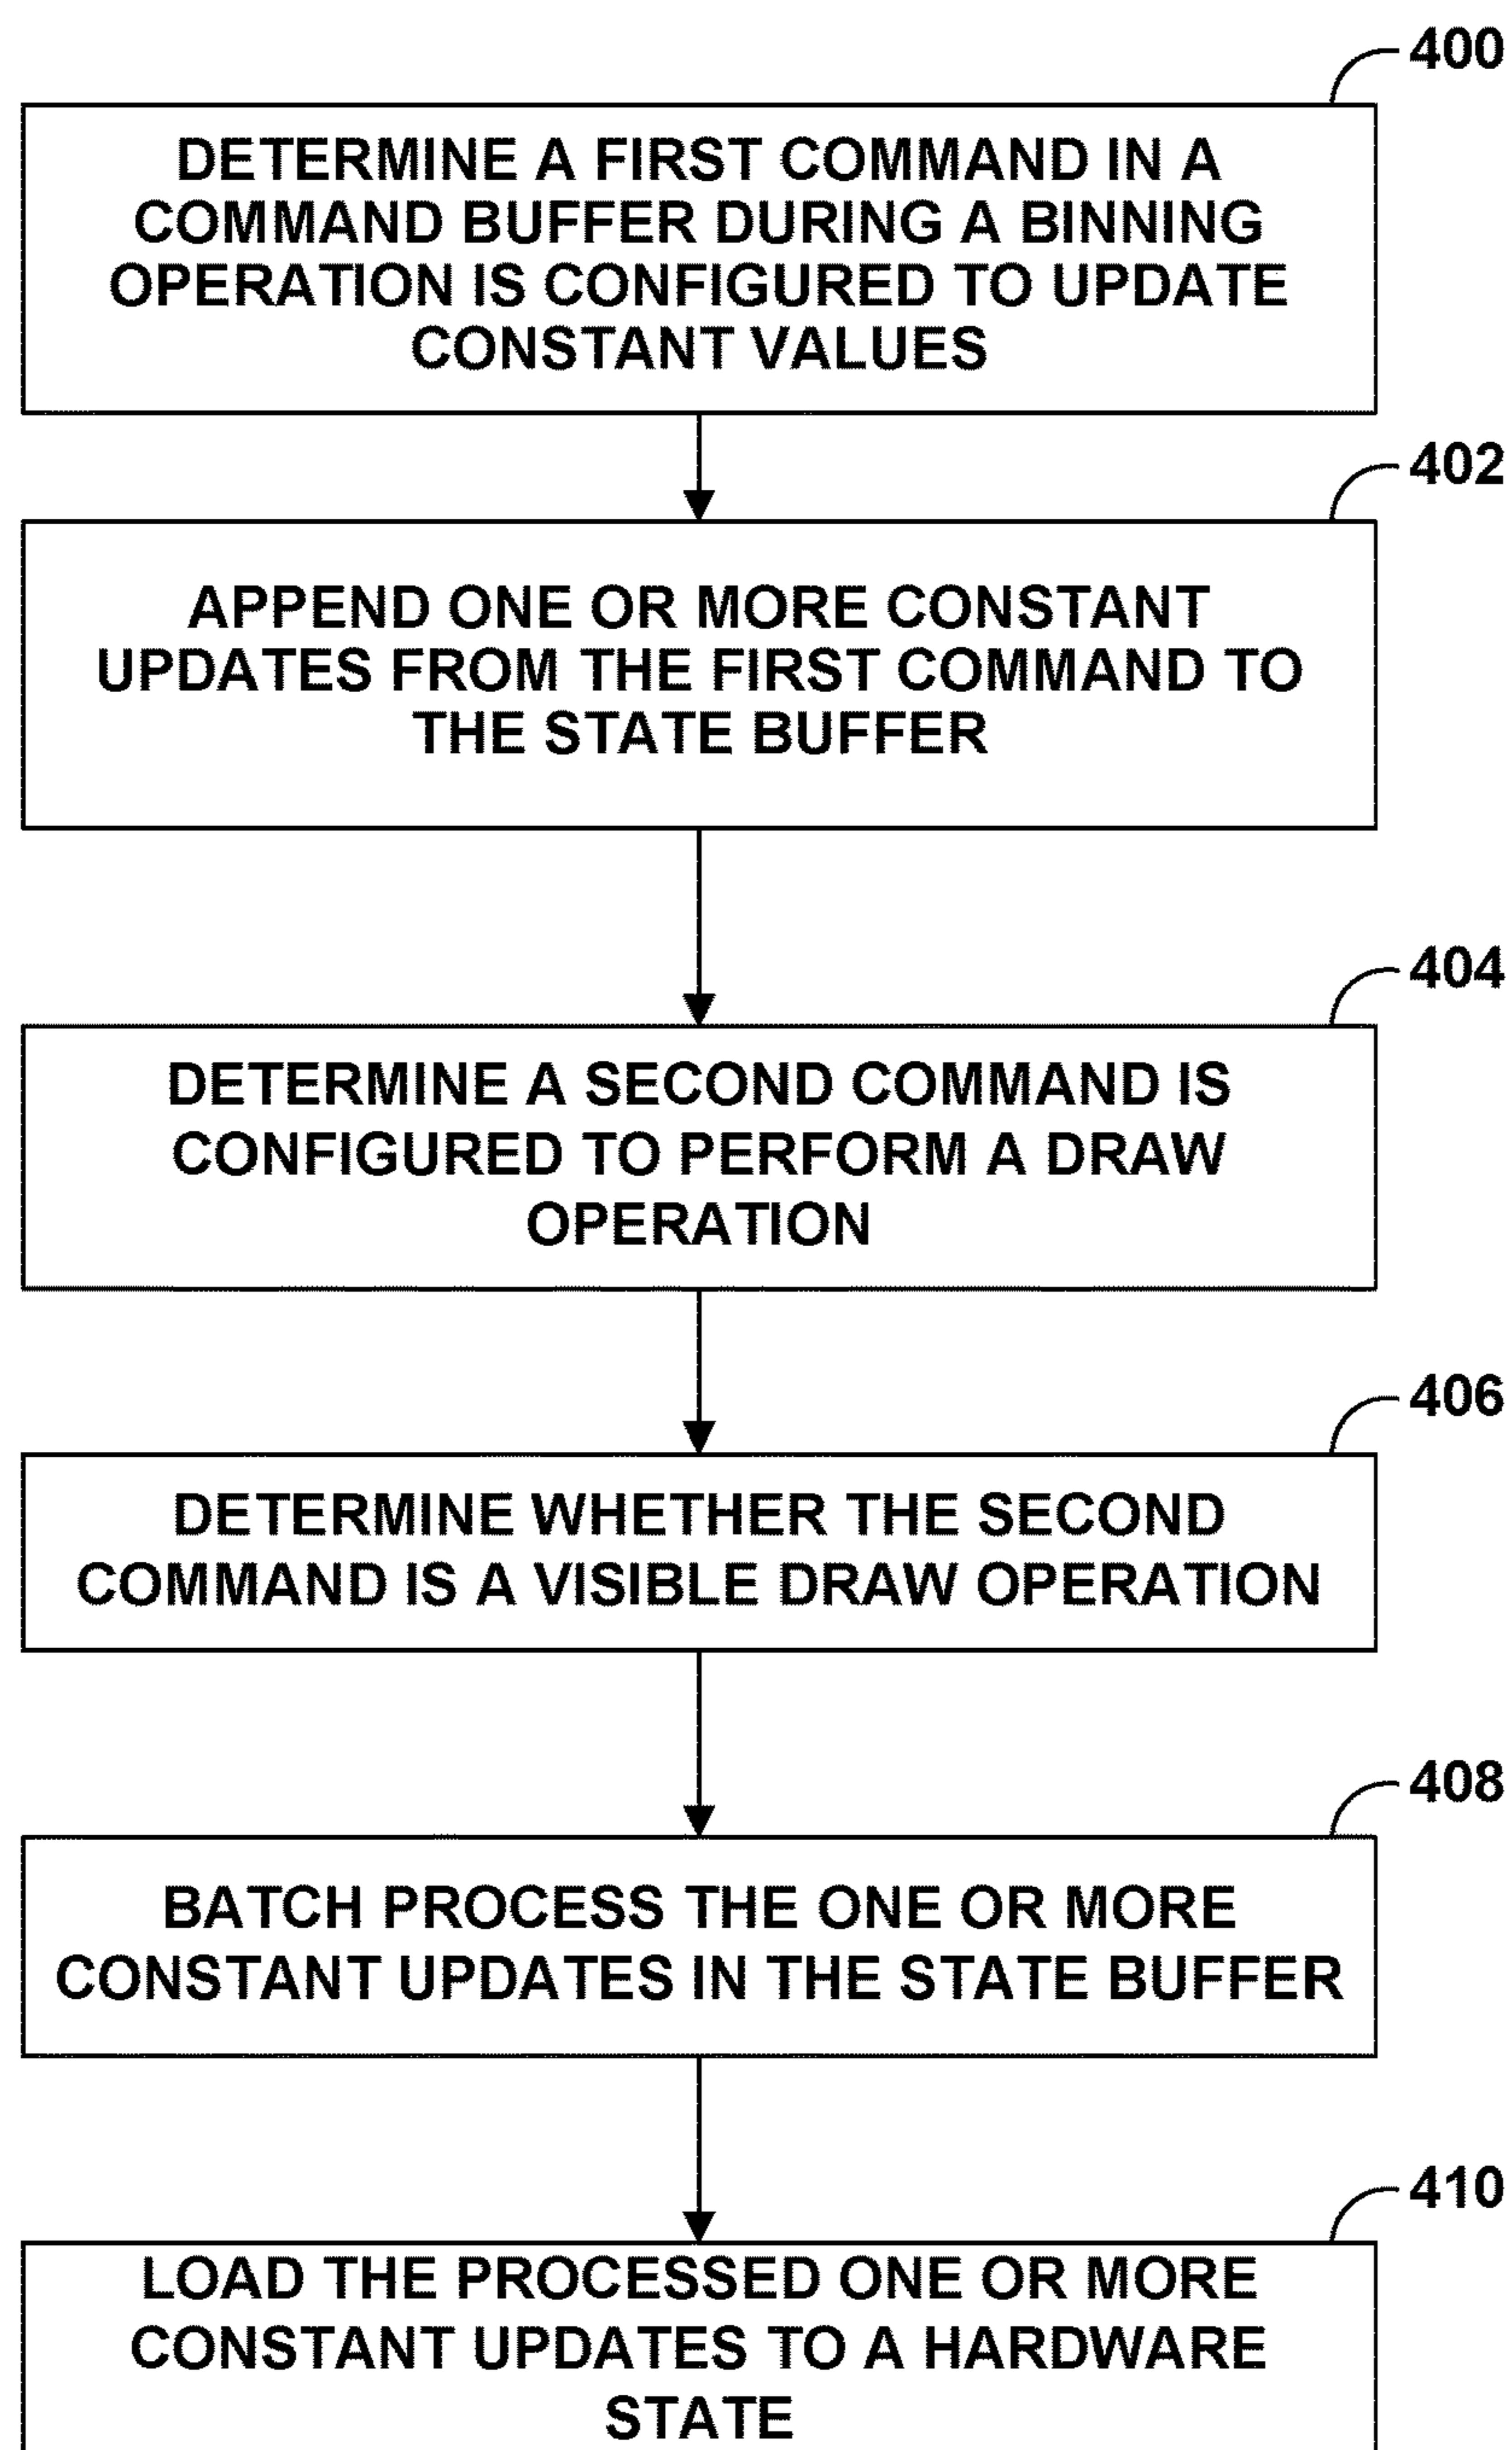 400
DETERMINE A FIRST COMMAND IN A
COMMAND BUFFER DURING A BINNING
OPERATION IS CONFIGURED TO UPDATE
CONSTANT VALUES
402
APPEND ONE OR MORE CONSTANT
UPDATES FROM THE FIRST COMMAND TO
THE STATE BUFFER
404
DETERMINE A SECOND COMMAND IS
CONFIGURED TO PERFORM A DRAW
OPERATION
406
DETERMINE WHETHER THE SECOND
COMMAND IS A VISIBLE DRAW OPERATION
408
BATCH PROCESS THE ONE OR MORE
CONSTANT UPDATES IN THE STATE BUFFER
410
LOAD THE PROCESSED ONE OR MORE
CONSTANT UPDATES TO A HARDWARE
STATE